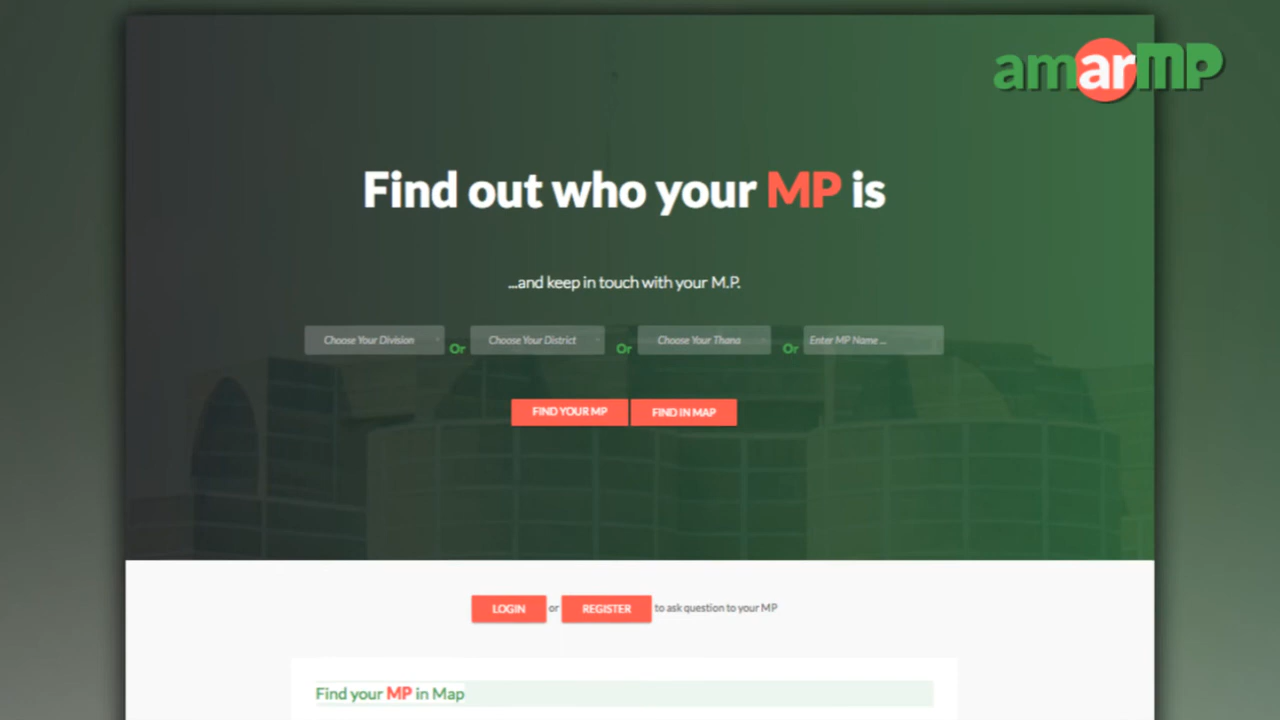 amarMP
Find out who your MP is
...and keep in touch with your M.P.
Choose Your Division Or Choose Your District Or Choose Your Thana Or Enter MP Name ...
FIND YOUR MP FIND IN MAP
LOGIN or REGISTER to ask question to your MP
Find your MP in Map